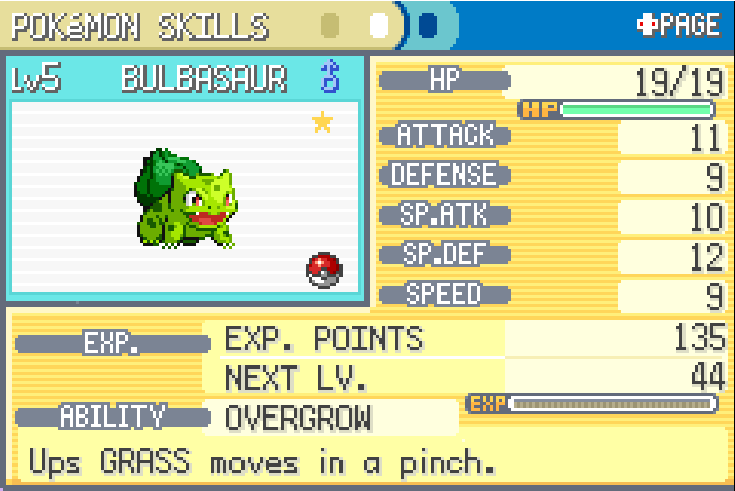 POKéMON SKILLS PAGE
Lv5 BULBASAUR ♂
HP 19/19
HP
ATTACK 11
DEFENSE 9
SP.ATK 10
SP.DEF 12
SPEED 9
EXP. EXP. POINTS 135
NEXT LV. 44
EXP
ABILITY OVERGROW
Ups GRASS moves in a pinch.